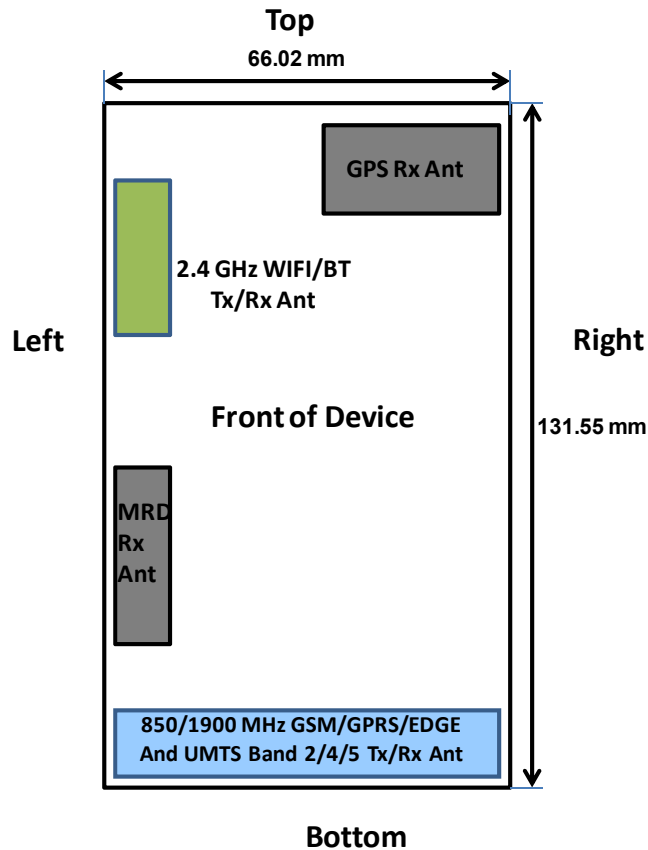 Top
66.02 mm
GPS Rx Ant
2.4 GHz WIFI/BT
Tx/Rx Ant
Left
Right
Front of Device
131.55 mm
MRD
Rx
Ant
850/1900 MHz GSM/GPRS/EDGE
And UMTS Band 2/4/5 Tx/Rx Ant
Bottom